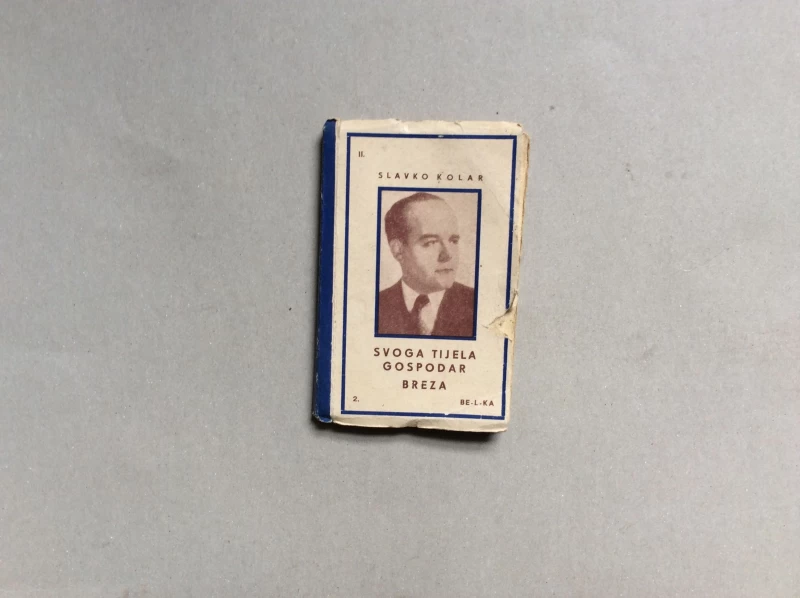 II.
SLAVKO KOLAR
SVOGA TIJELA
GOSPODAR
BREZA
2.
BE-L-KA